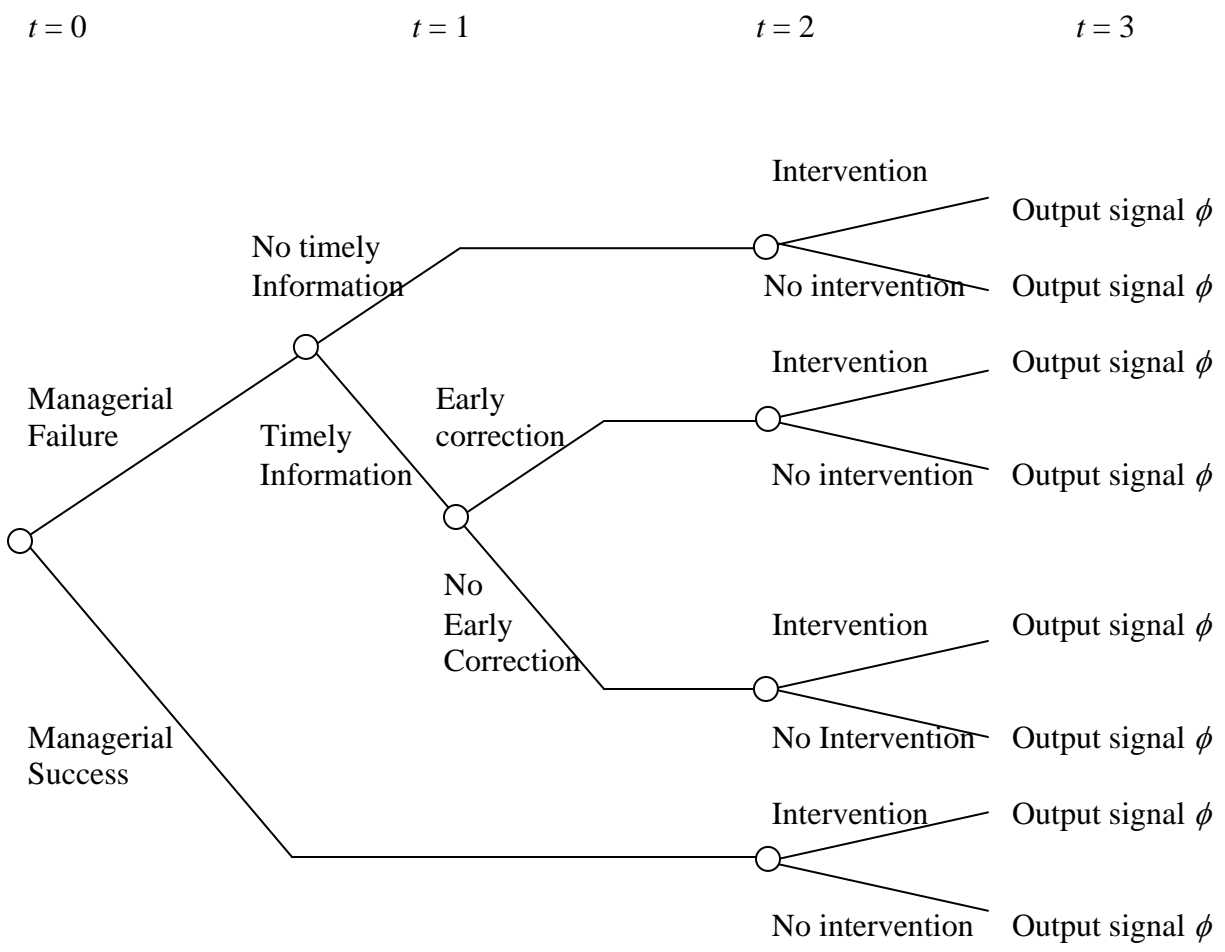 t = 0 t = 1 t = 2 t = 3
Intervention
Output signal ϕ
No timely
Information
No intervention Output signal ϕ
Intervention Output signal ϕ
Managerial
Failure
Early
correction
Timely
Information
No intervention Output signal ϕ
No
Early
Correction
Intervention Output signal ϕ
Managerial
Success
No Intervention Output signal ϕ
Intervention Output signal ϕ
No intervention Output signal ϕ